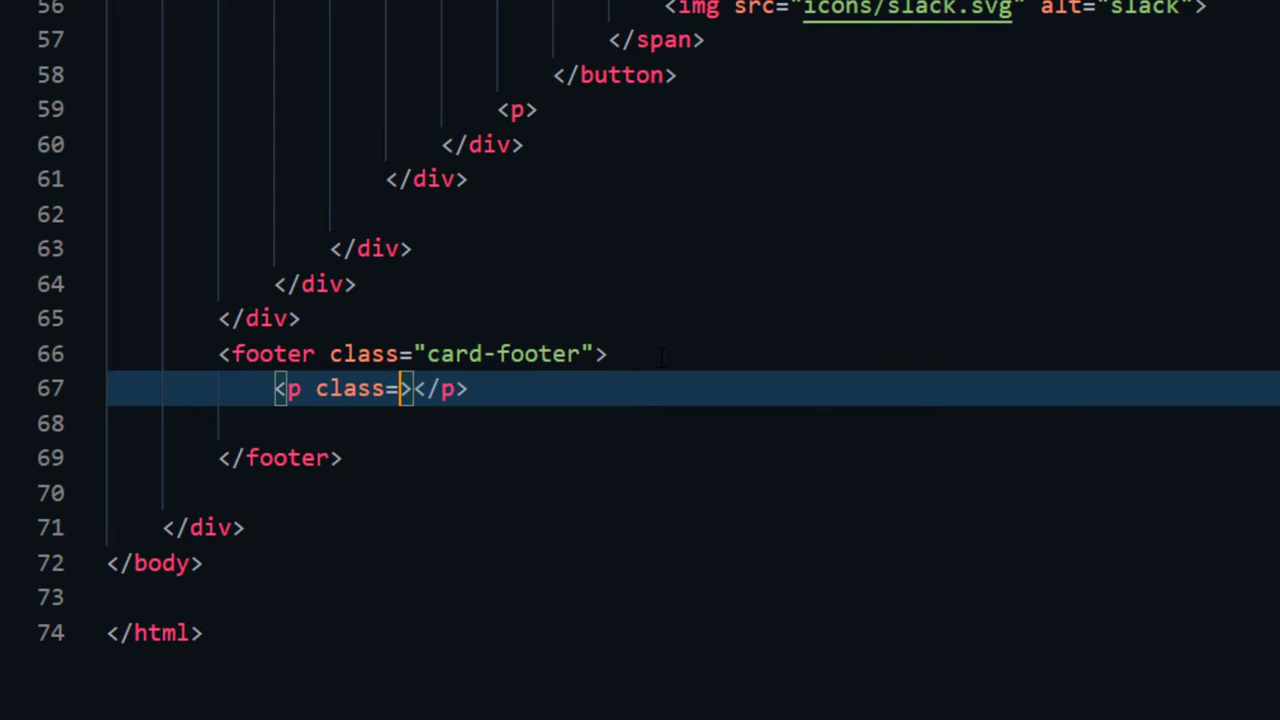 56 <img src="icons/slack.svg" alt="slack">
57 </span>
58 </button>
59 <p>
60 </div>
61 </div>
62
63 </div>
64 </div>
65 </div>
66 <footer class="card-footer">
67 <p class=></p>
68
69 </footer>
70
71 </div>
72 </body>
73
74 </html>